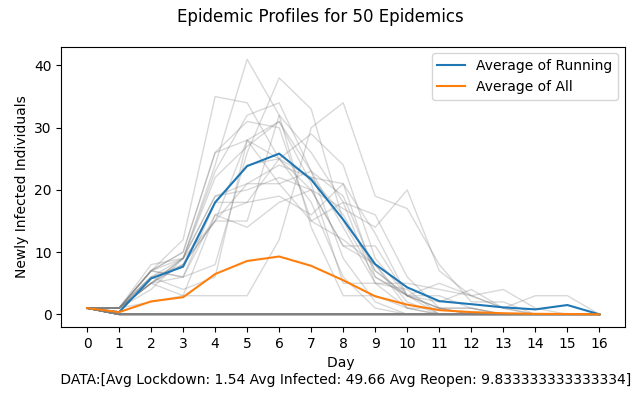 Epidemic Profiles for 50 Epidemics
Average of Running
Average of All
Newly Infected Individuals
40
30
20
10
0
0 1 2 3 4 5 6 7 8 9 10 11 12 13 14 15 16
Day
DATA:[Avg Lockdown: 1.54 Avg Infected: 49.66 Avg Reopen: 9.833333333333334]